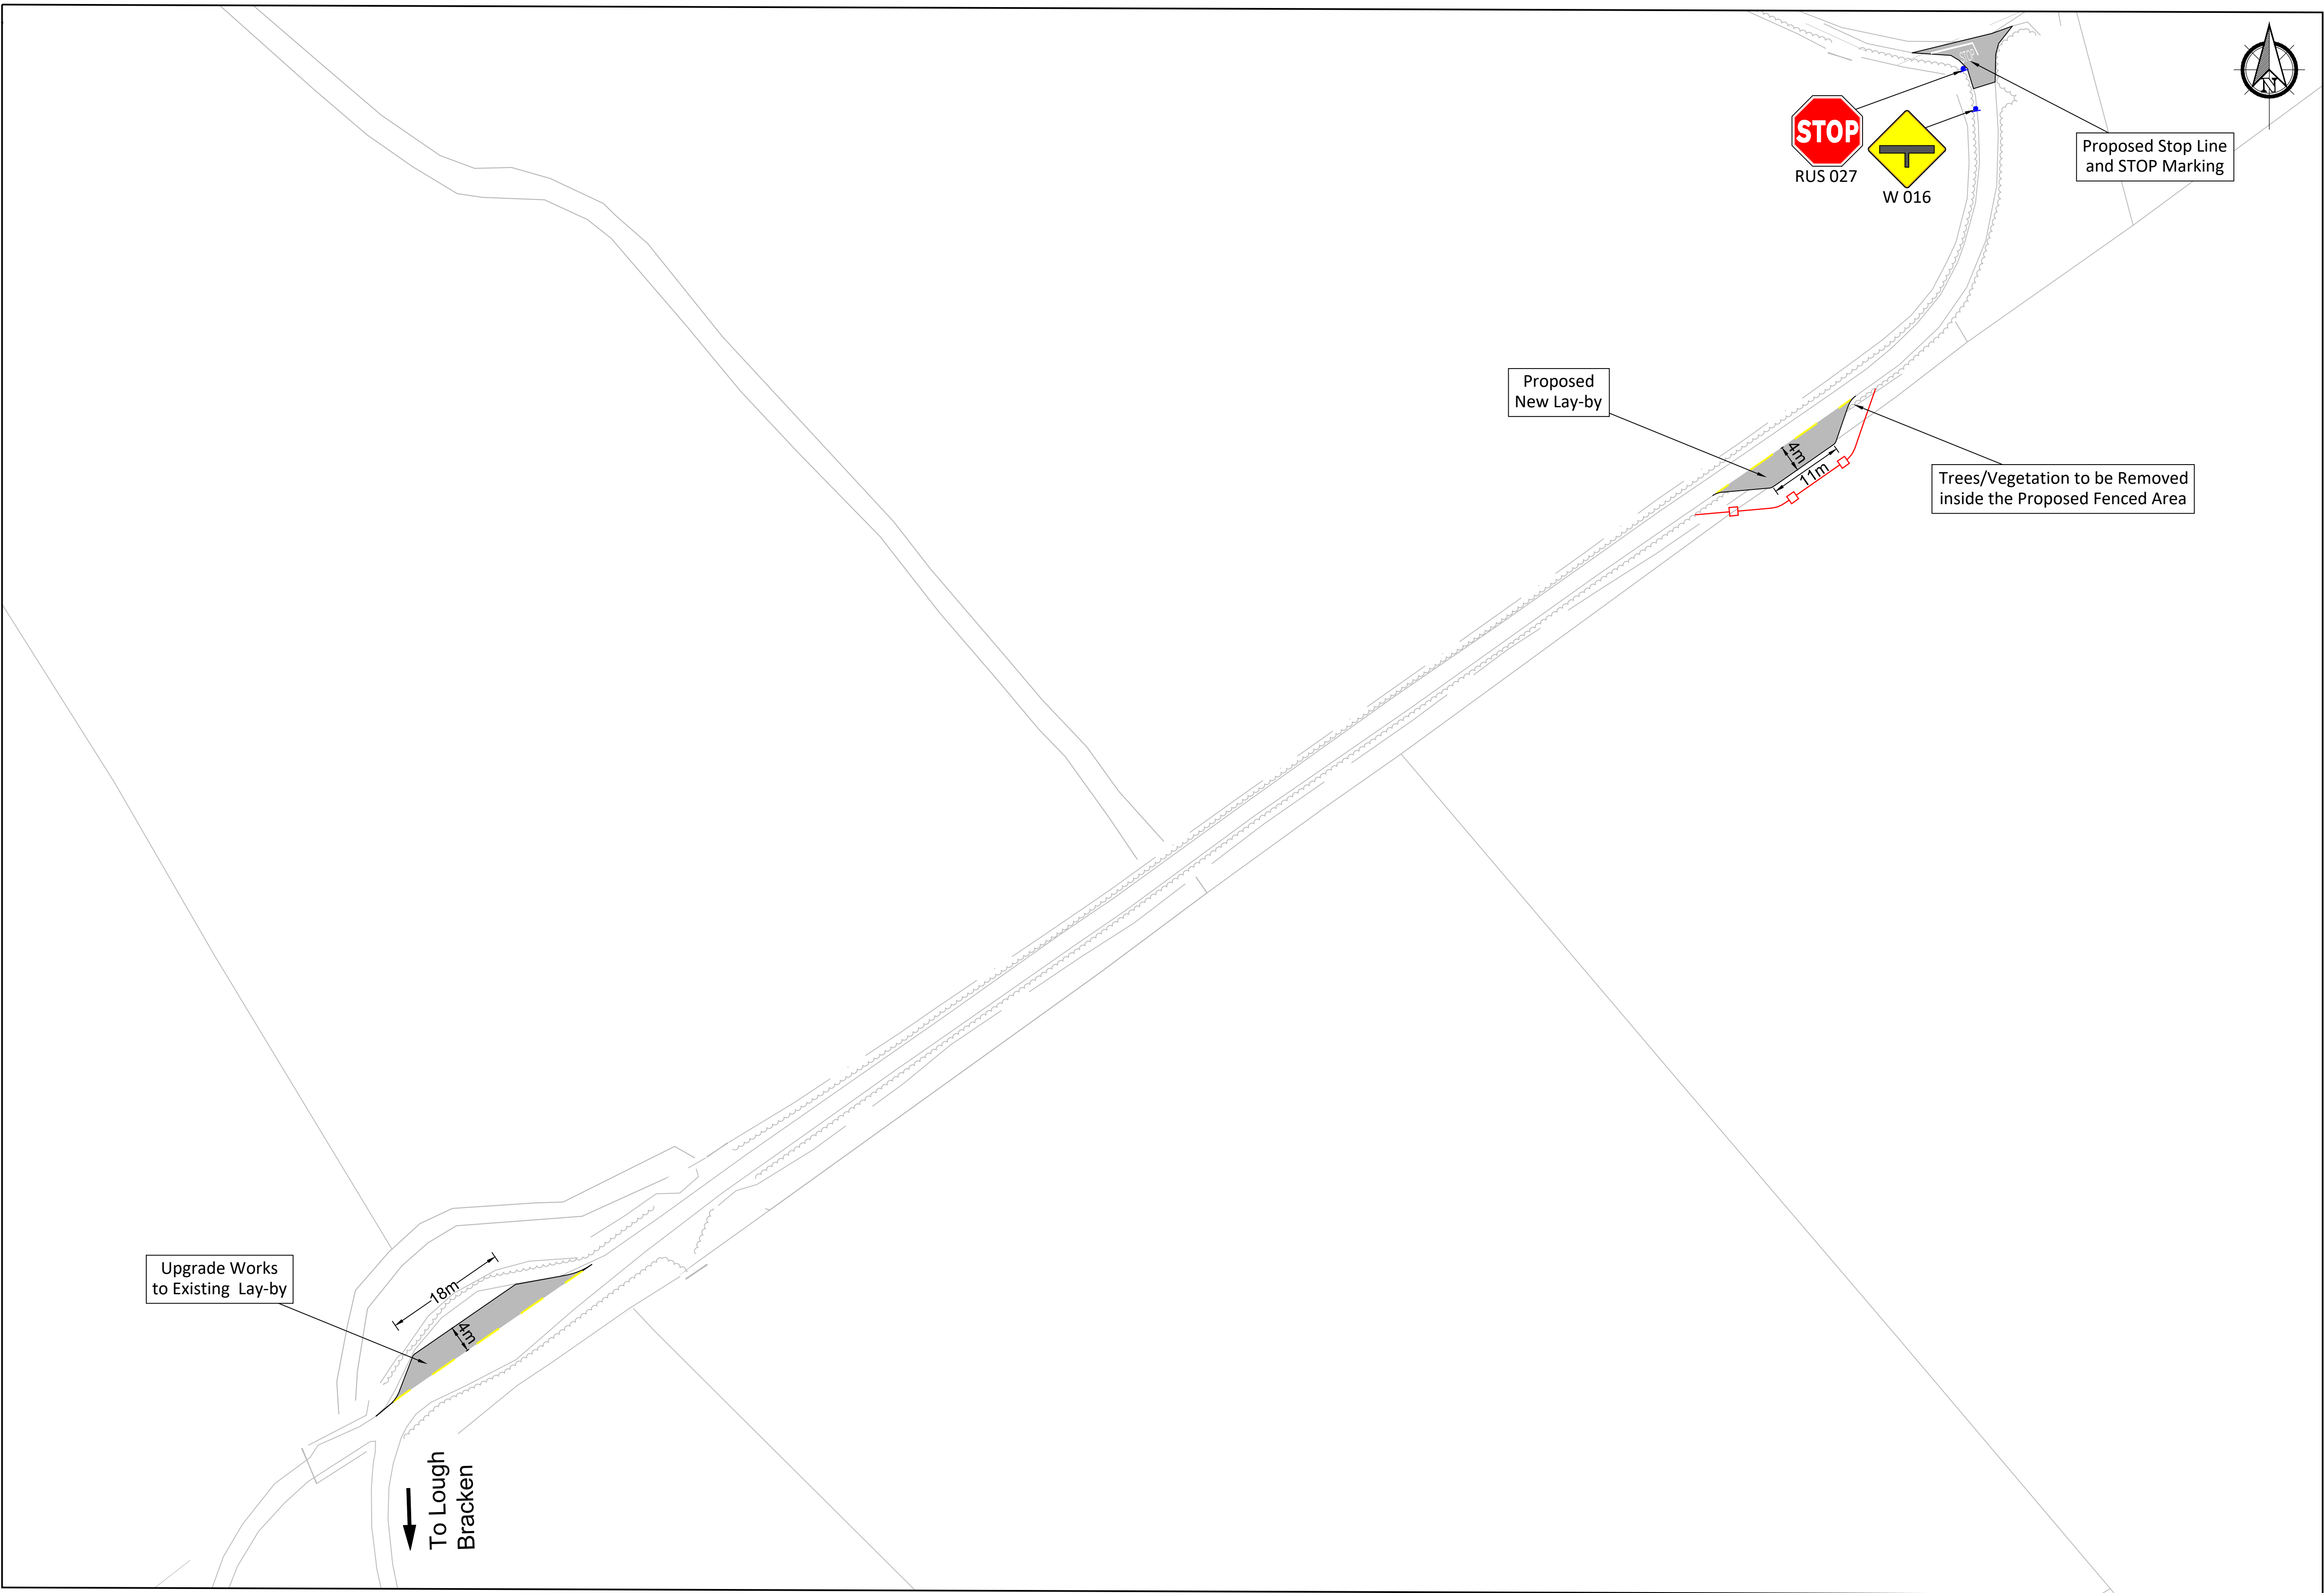 STOP
N
STOP
RUS 027
W 016
Proposed Stop Line
and STOP Marking
Proposed
New Lay-by
4m
11m
Trees/Vegetation to be Removed
inside the Proposed Fenced Area
Upgrade Works
to Existing Lay-by
18m
4m
To Lough
Bracken